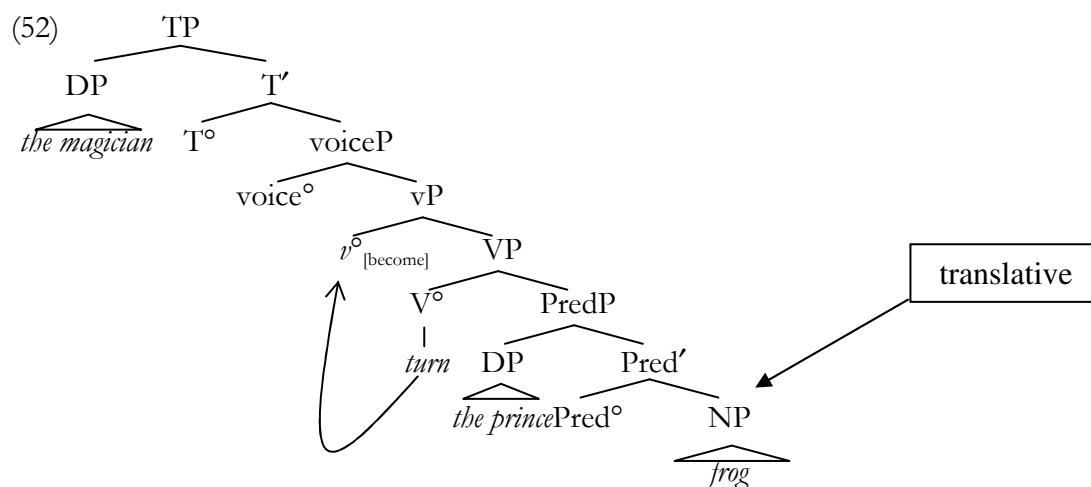 (52) TP
DP T′
the magician T° voiceP
voice° vP
v°[become] VP
translative
V° PredP
turn DP Pred′
the prince Pred° NP
frog